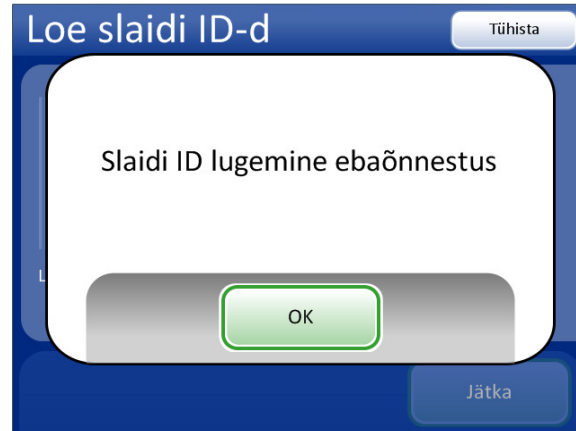 Loe slaidi ID-d
Tühista
Slaidi ID lugemine ebaõnnestus
L
OK
Jätka